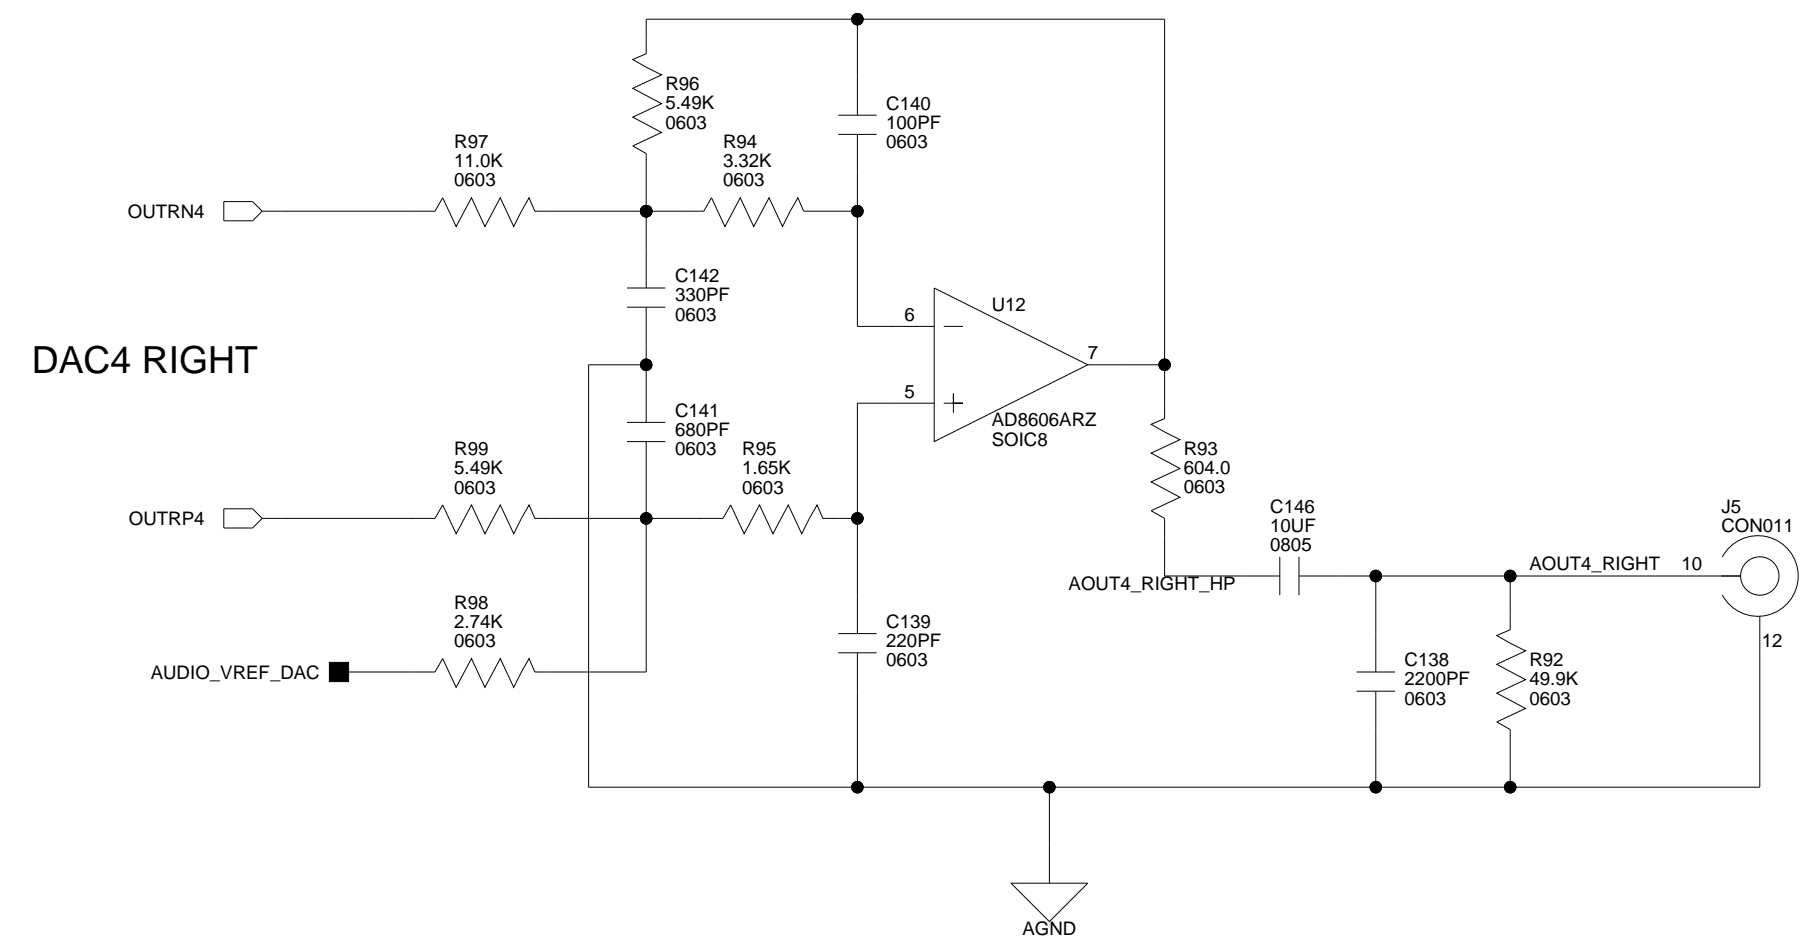 R96
5.49K
0603
C140
100PF
0603
R97
11.0K
0603
R94
3.32K
0603
OUTRN4
C142
330PF
0603
U12
6
7
DAC4 RIGHT
5
AD8606ARZ
SOIC8
C141
680PF
0603
R99
5.49K
0603
R95
1.65K
0603
R93
604.0
0603
OUTRP4
C146
10UF
0805
J5
CON011
AOUT4_RIGHT_HP
AOUT4_RIGHT
10
R98
2.74K
0603
C139
220PF
0603
12
AUDIO_VREF_DAC
C138
2200PF
0603
R92
49.9K
0603
AGND